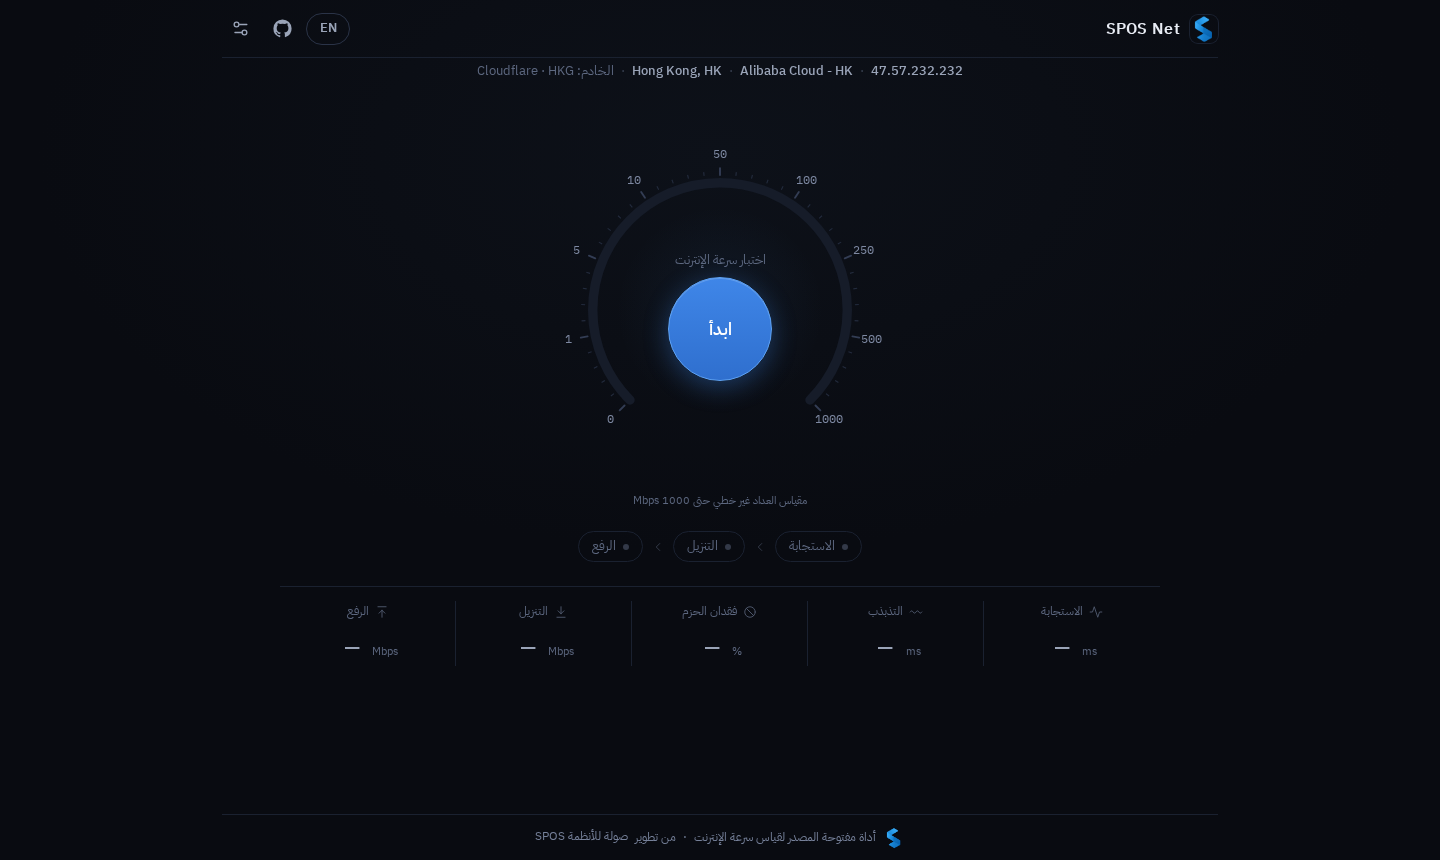 SPOS Net
EN
47.57.232.232 · Alibaba Cloud - HK · Hong Kong, HK · الخادم: Cloudflare · HKG
50
10
100
5
250
اختبار سرعة الإنترنت
ابدأ
1
500
0
1000
مقياس العداد غير خطي حتى 1000 Mbps
الاستجابة
التنزيل
الرفع
الاستجابة
— ms
التذبذب
— ms
فقدان الحزم
— %
التنزيل
— Mbps
الرفع
— Mbps
أداة مفتوحة المصدر لقياس سرعة الإنترنت · من تطوير صولة للأنظمة SPOS